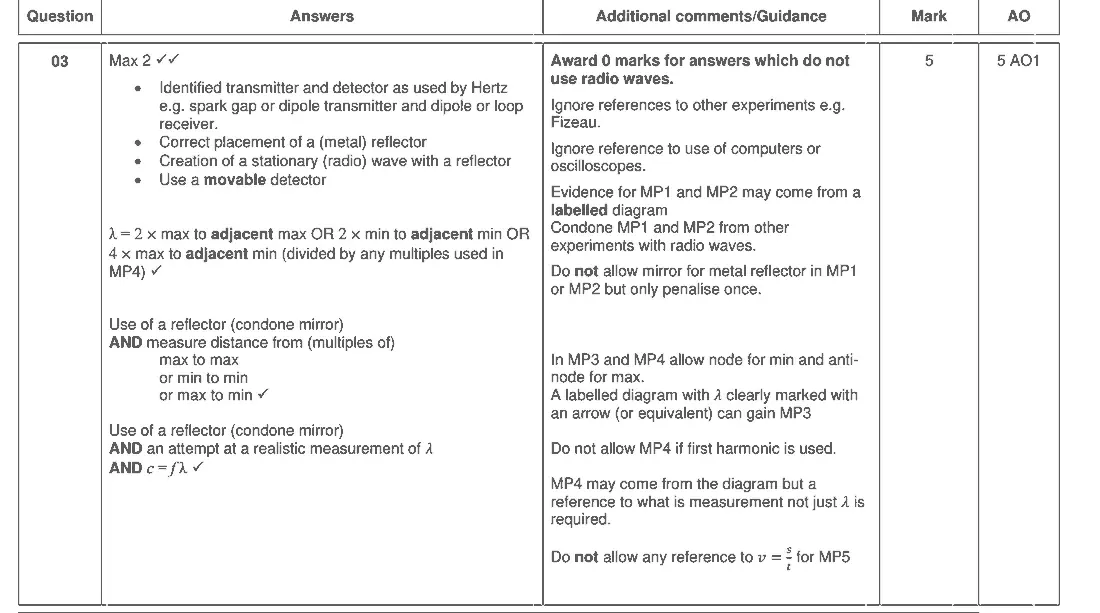 Question Answers Additional comments/Guidance Mark AO
03
Max 2 ✓✓
• Identified transmitter and detector as used by Hertz
e.g. spark gap or dipole transmitter and dipole or loop
receiver.
• Correct placement of a (metal) reflector
• Creation of a stationary (radio) wave with a reflector
• Use a movable detector
λ = 2 × max to adjacent max OR 2 × min to adjacent min OR
4 × max to adjacent min (divided by any multiples used in
MP4) ✓
Use of a reflector (condone mirror)
AND measure distance from (multiples of)
max to max
or min to min
or max to min ✓
Use of a reflector (condone mirror)
AND an attempt at a realistic measurement of λ
AND c = fλ ✓
Award 0 marks for answers which do not
use radio waves.
Ignore references to other experiments e.g.
Fizeau.
Ignore reference to use of computers or
oscilloscopes.
Evidence for MP1 and MP2 may come from a
labelled diagram
Condone MP1 and MP2 from other
experiments with radio waves.
Do not allow mirror for metal reflector in MP1
or MP2 but only penalise once.
In MP3 and MP4 allow node for min and anti-
node for max.
A labelled diagram with λ clearly marked with
an arrow (or equivalent) can gain MP3
Do not allow MP4 if first harmonic is used.
MP4 may come from the diagram but a
reference to what is measurement not just λ is
required.
Do not allow any reference to v = s/t for MP5
5
5 AO1